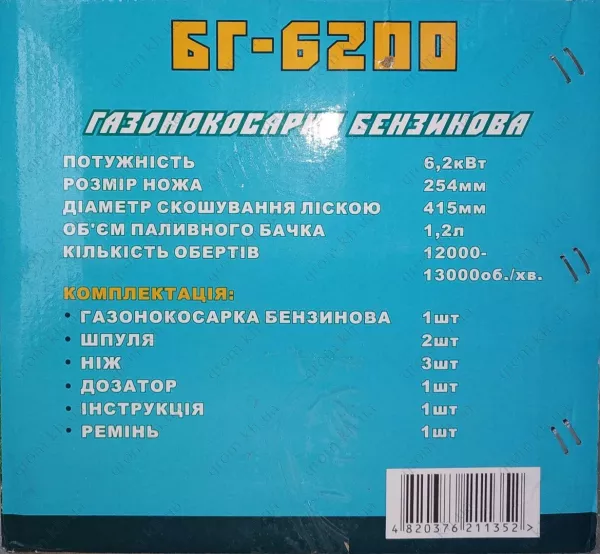 БГ-6200
ГАЗОНОКОСАРКА БЕНЗИНОВА
ПОТУЖНІСТЬ 6,2кВт
РОЗМІР НОЖА 254мм
ДІАМЕТР СКОШУВАННЯ ЛІСКОЮ 415мм
ОБ'ЄМ ПАЛИВНОГО БАЧКА 1,2л
КІЛЬКІСТЬ ОБЕРТІВ 12000-
13000об./хв.
КОМПЛЕКТАЦІЯ:
• ГАЗОНОКОСАРКА БЕНЗИНОВА 1шт
• ШПУЛЯ 2шт
• НІЖ 3шт
• ДОЗАТОР 1шт
• ІНСТРУКЦІЯ 1шт
• РЕМІНЬ 1шт
4 820376 211352 >